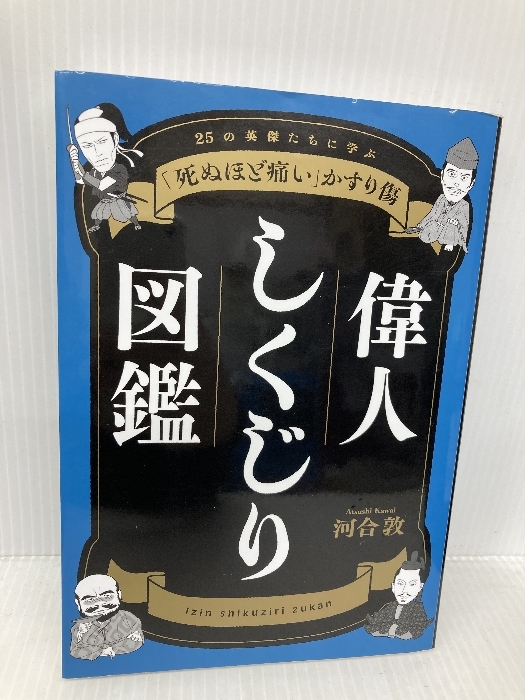 25の英傑たちに学ぶ
「死ぬほど痛い」かすり傷
偉人
しくじり
図鑑
Atsushi Kawai
河合敦
izin shikuziri zukan